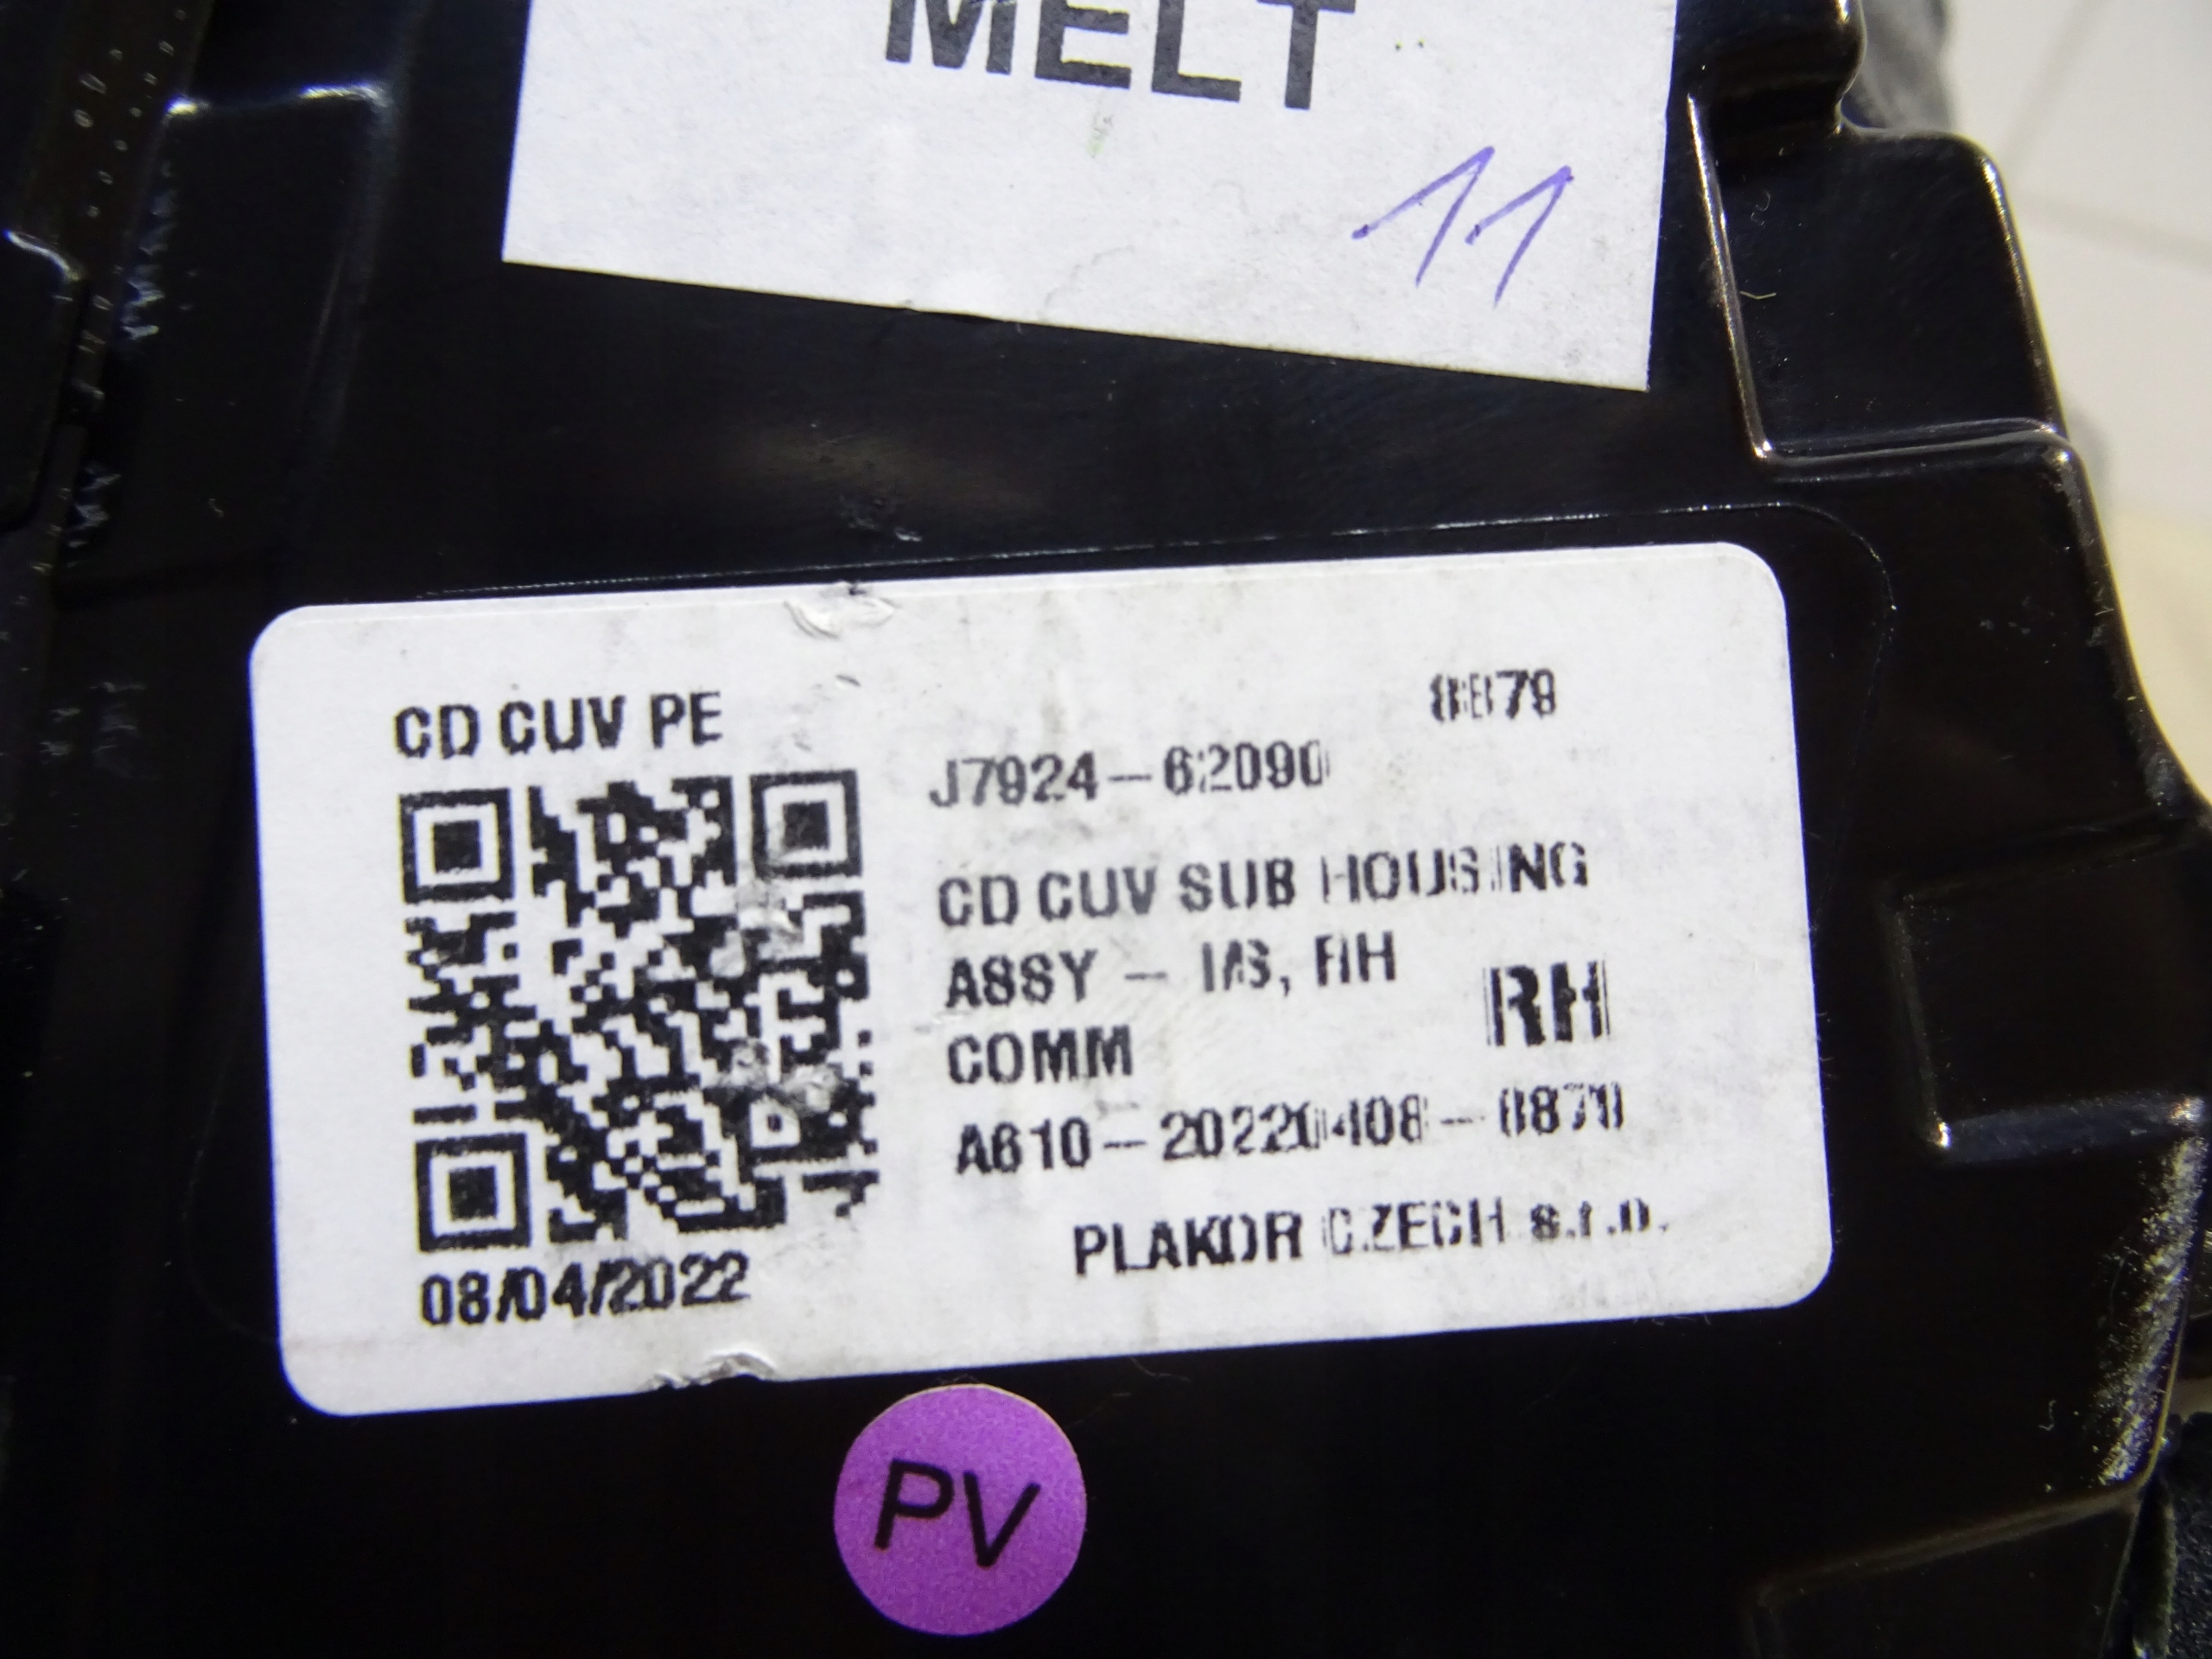 MELT
11
CD CUV PE
8879
J7924-62090
CD CUV SUB HOUSING
ASSY - I/S, RH
RH
COMM
A610-20220408-8879
PLAKOR CZECH s.r.o.
08/04/2022
PV